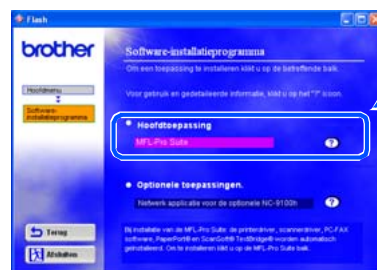 Flash
brother
Software-installatieprogramma
Om een toepassing te installeren klikt u op de betreffende balk.
Hoofdmenu
Voor gebruik en gedetaileerde informatie, klikt u op het "?" icoon.
Software-
installatieprogramma
Hoofdtoepassing
MFL-Pro Suite
?
Optionele toepassingen.
Netwerk applicatie voor de optionele NC-9100h
?
Terug
Bij installatie van de MFL-Pro Suite: de printerdriver, scannerdriver, PC-FAX
software, PaperPort® en ScanSoft® TextBridge® worden automatisch
geïnstalleerd. Om te installeren klikt u op de MFL-Pro Suite balk.
Afsluiten